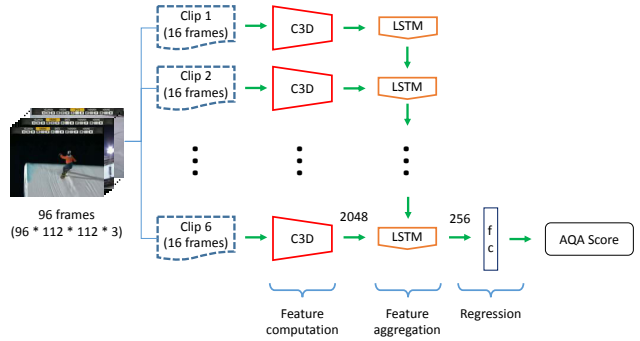 Clip 1
(16 frames)
C3D
LSTM
Clip 2
(16 frames)
C3D
LSTM
96 frames
(96 * 112 * 112 * 3)
Clip 6
(16 frames)
C3D
2048
LSTM
256
f
c
AQA Score
Feature
computation
Feature
aggregation
Regression